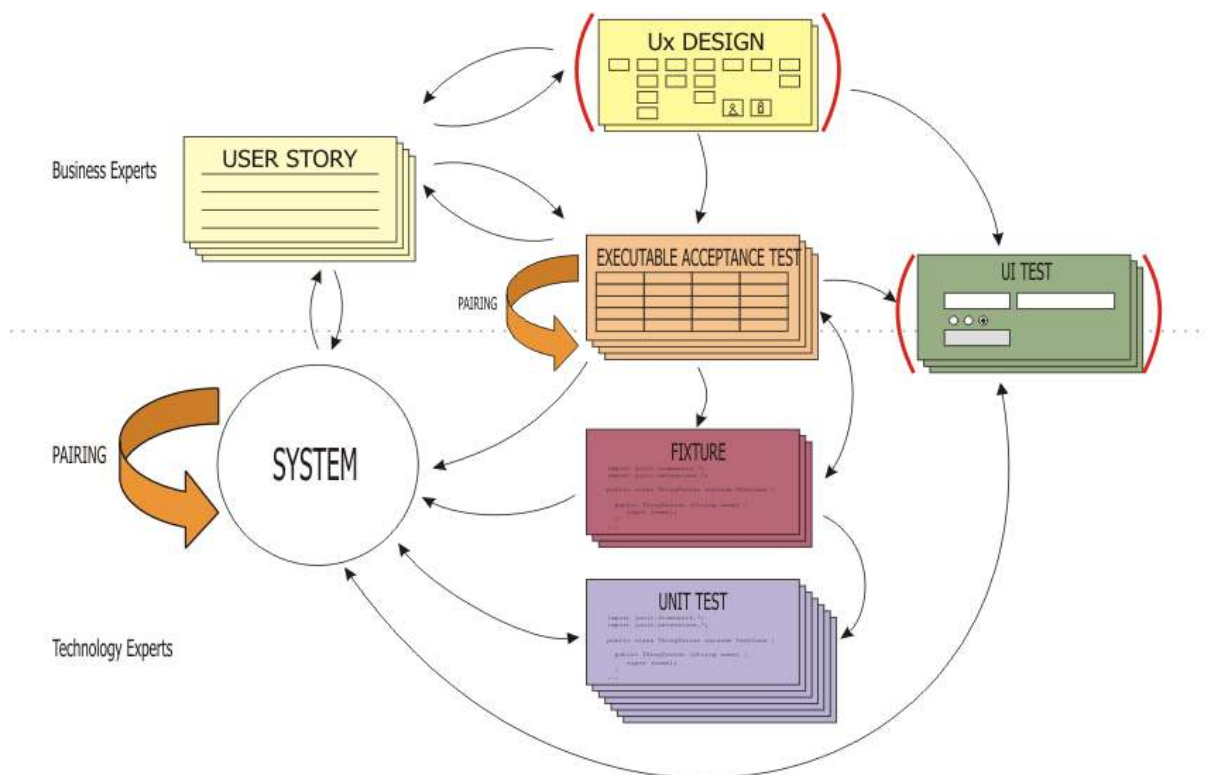 Ux DESIGN
USER STORY
Business Experts
EXECUTABLE ACCEPTANCE TEST
UI TEST
PAIRING
PAIRING
SYSTEM
FIXTURE
UNIT TEST
Technology Experts